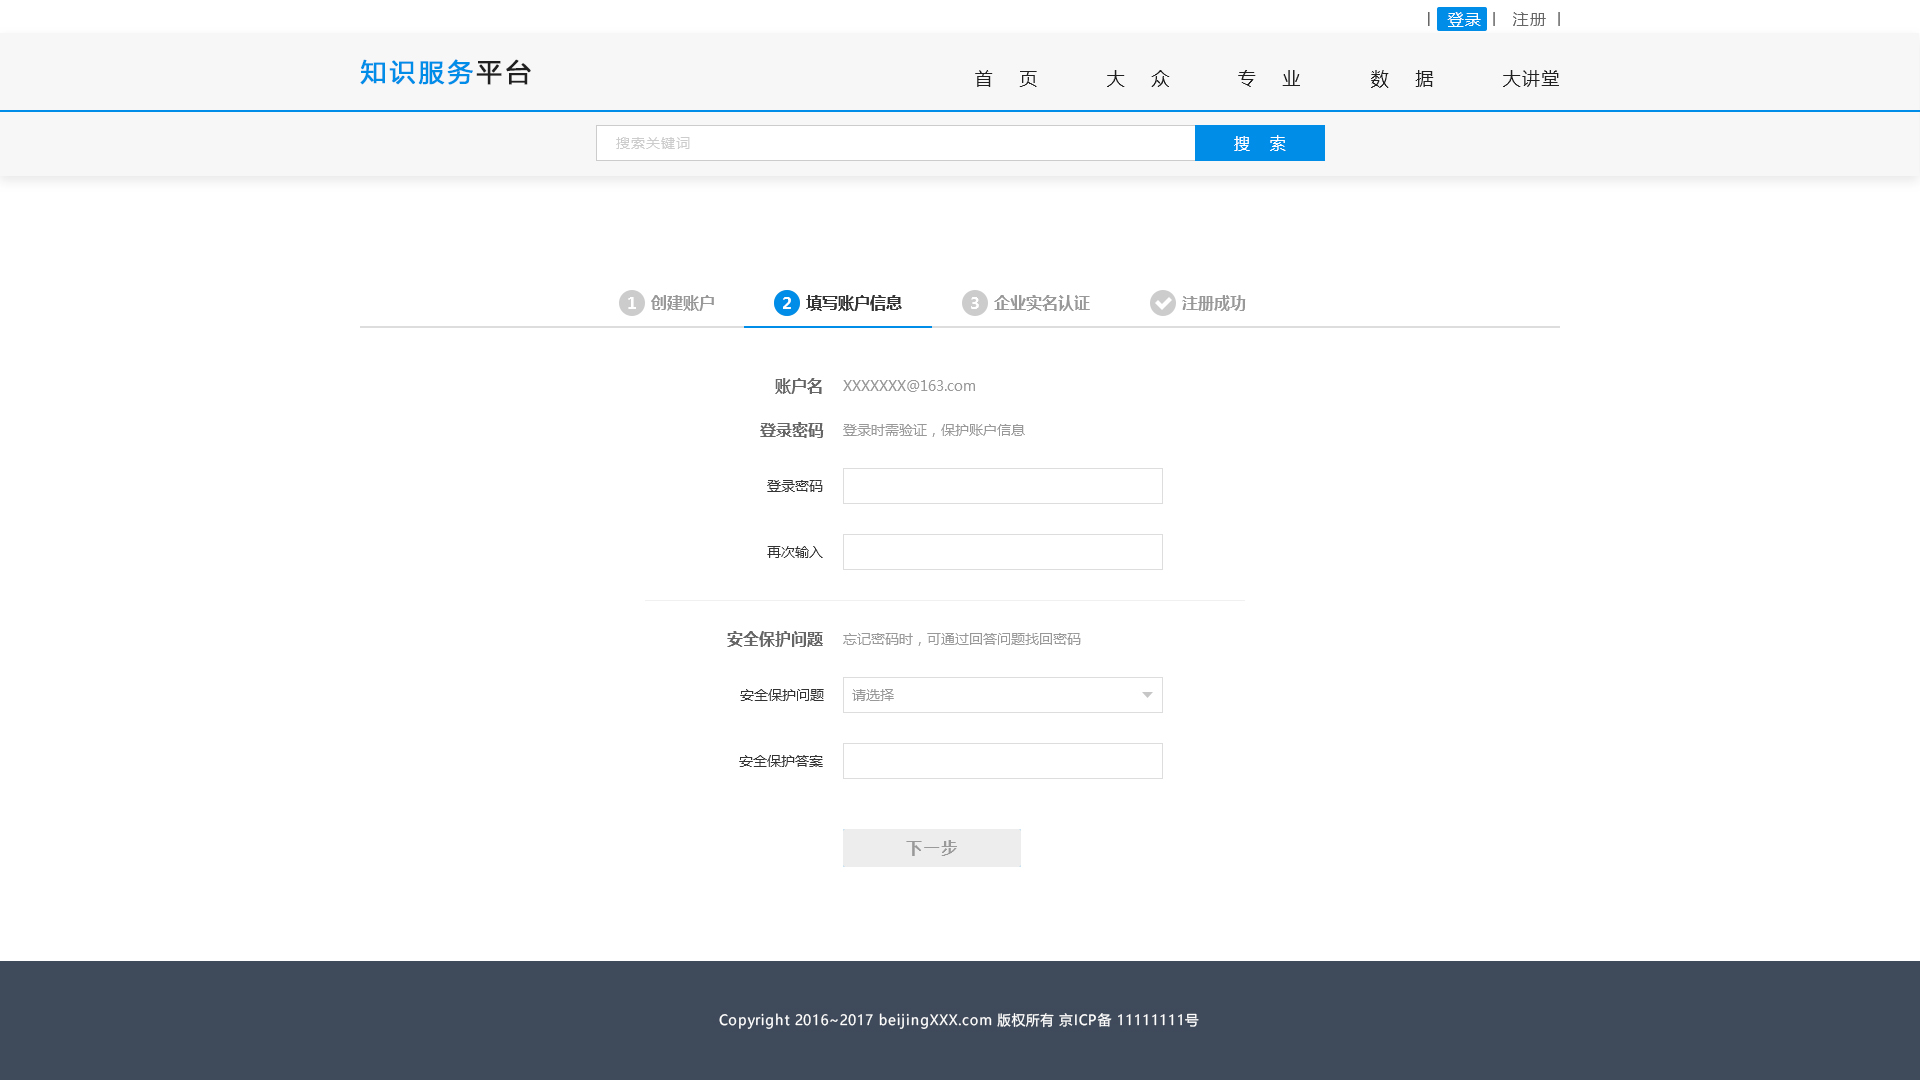 | 登录 | 注册 |
知识服务平台
首 页 大 众 专 业 数 据 大讲堂
搜索关键词 搜 索
1 创建账户 2 填写账户信息 3 企业实名认证 注册成功
账户名 XXXXXXX@163.com
登录密码 登录时需验证，保护账户信息
登录密码
再次输入
安全保护问题 忘记密码时，可通过回答问题找回密码
安全保护问题 请选择
安全保护答案
下一步
Copyright 2016~2017 beijingXXX.com 版权所有 京ICP备 11111111号